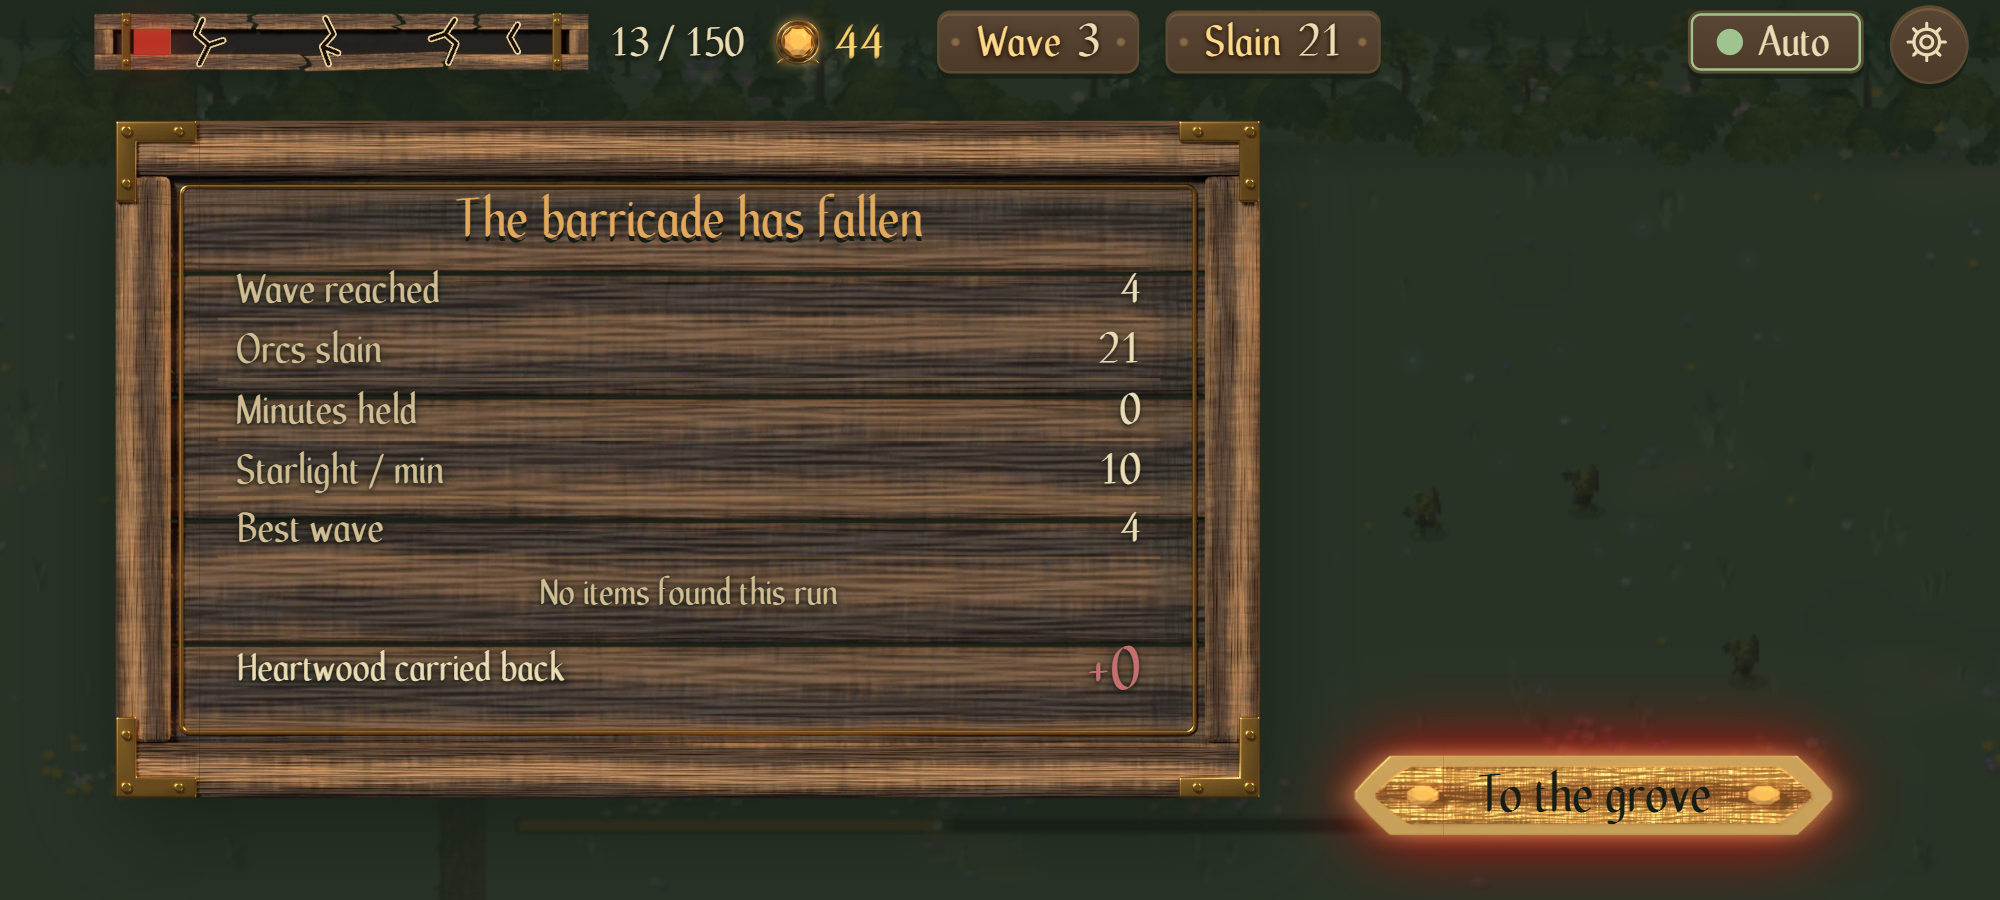 13 / 150
44
Wave 3
Slain 21
Auto
The barricade has fallen
Wave reached 4
Orcs slain 21
Minutes held 0
Starlight / min 10
Best wave 4
No items found this run
Heartwood carried back +0
To the grove